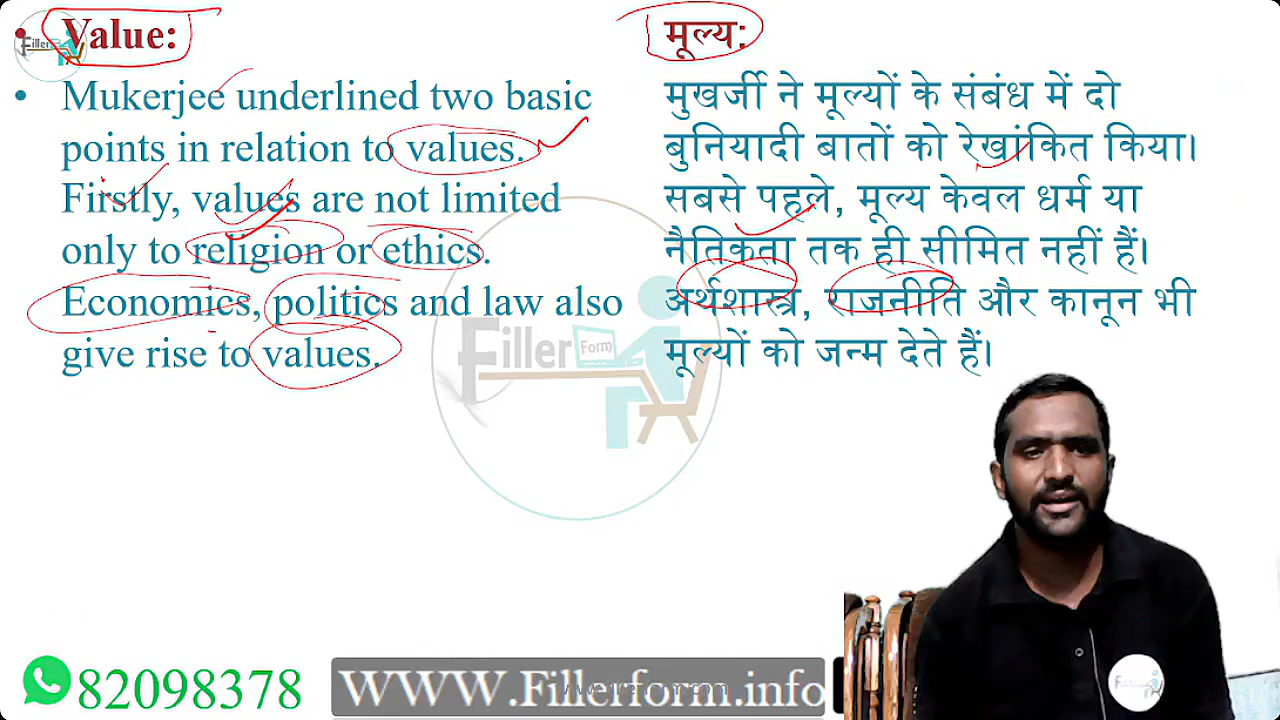 Value:
Mukerjee underlined two basic
points in relation to values.
Firstly, values are not limited
only to religion or ethics.
Economics, politics and law also
give rise to values.
मूल्य:
मुखर्जी ने मूल्यों के संबंध में दो
बुनियादी बातों को रेखांकित किया।
सबसे पहले, मूल्य केवल धर्म या
नैतिकता तक ही सीमित नहीं हैं।
अर्थशास्त्र, राजनीति और कानून भी
मूल्यों को जन्म देते हैं।
Filler Form
82098378
WWW.Fillerform.info